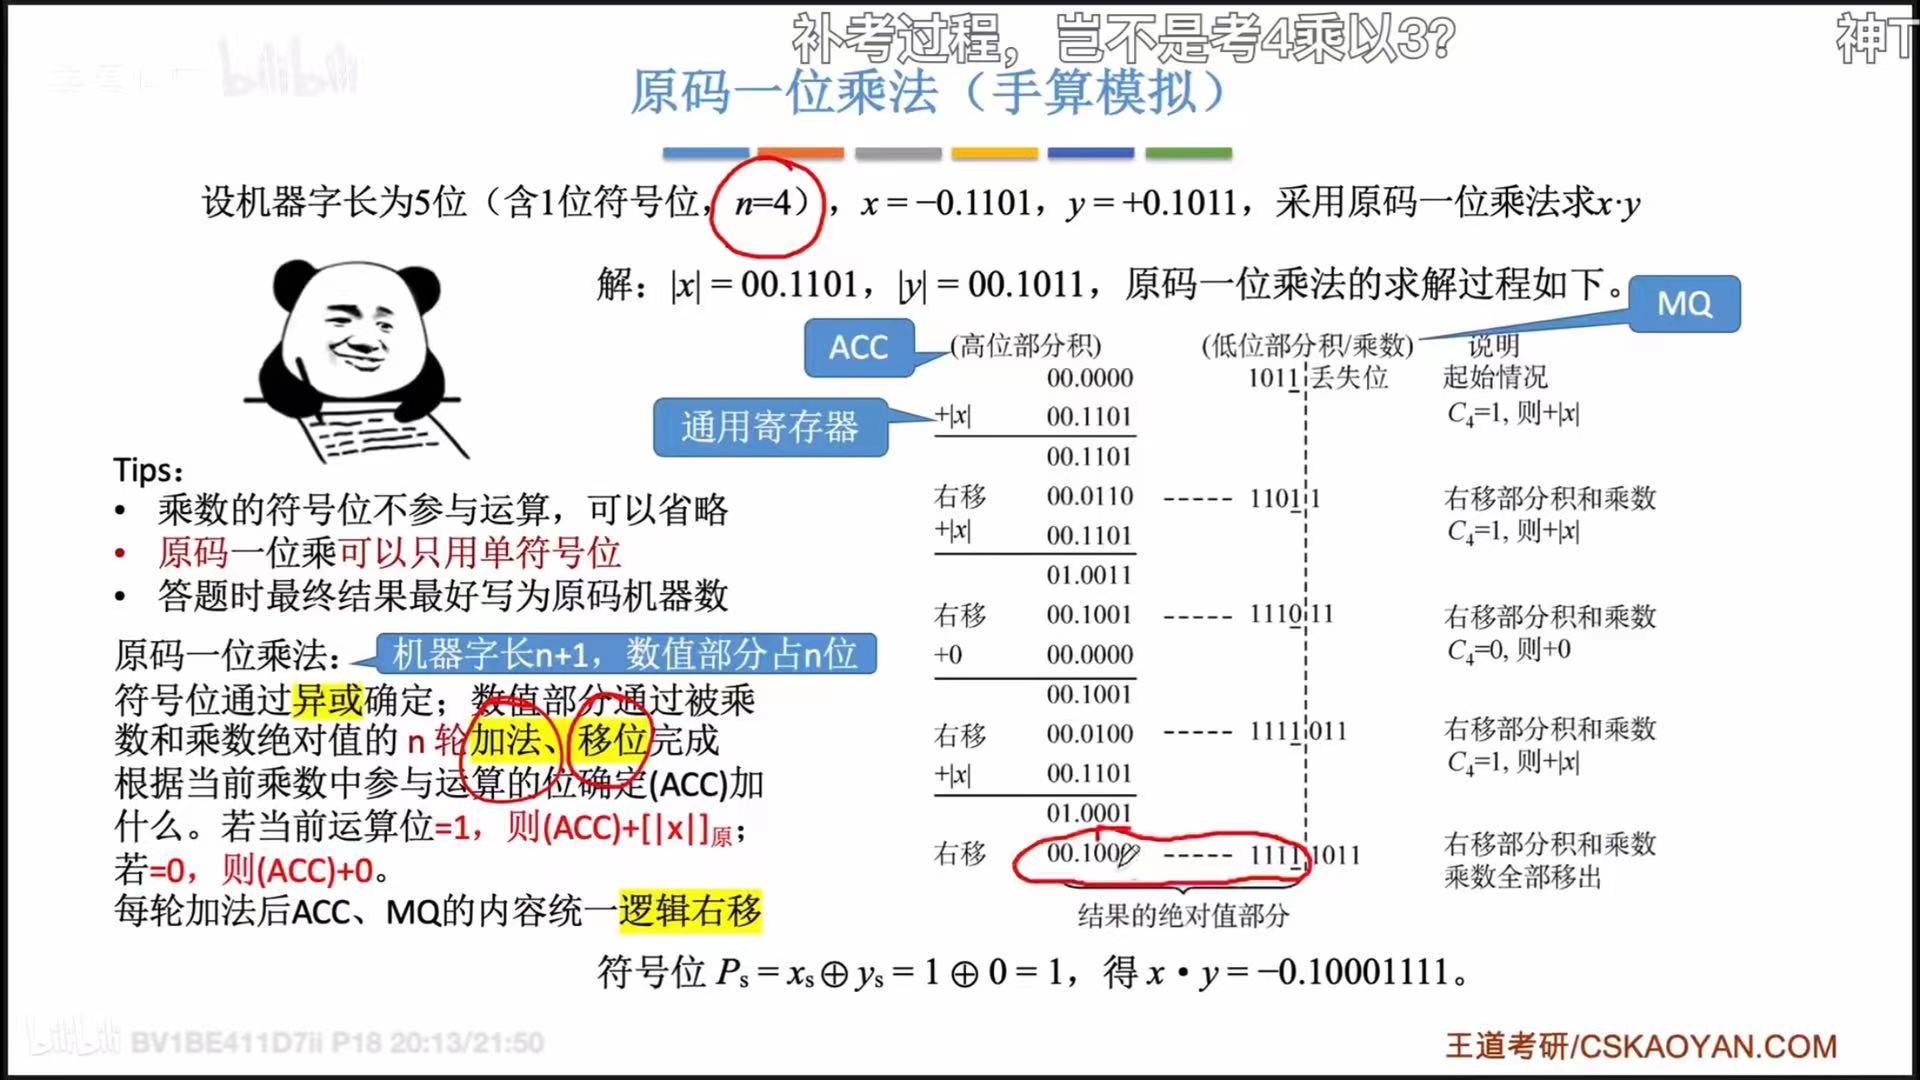 补考过程，岂不是考4乘以3?
神T
bilibili
原码一位乘法（手算模拟）
设机器字长为5位（含1位符号位，n=4），x = −0.1101，y = +0.1011，采用原码一位乘法求x·y
解：|x| = 00.1101，|y| = 00.1011，原码一位乘法的求解过程如下。
MQ
ACC
(高位部分积) (低位部分积/乘数) 说明
00.0000 1011 丢失位 起始情况
通用寄存器
+|x| 00.1101 C4=1, 则+|x|
00.1101
右移 00.0110 ----- 1101 1 右移部分积和乘数
+|x| 00.1101 C4=1, 则+|x|
01.0011
右移 00.1001 ----- 1110 11 右移部分积和乘数
+0 00.0000 C4=0, 则+0
00.1001
右移 00.0100 ----- 1111 011 右移部分积和乘数
+|x| 00.1101 C4=1, 则+|x|
01.0001
右移 00.1000 ----- 1111 1011 右移部分积和乘数
乘数全部移出
结果的绝对值部分
Tips：
• 乘数的符号位不参与运算，可以省略
• 原码一位乘可以只用单符号位
• 答题时最终结果最好写为原码机器数
原码一位乘法：
机器字长n+1，数值部分占n位
符号位通过异或确定；数值部分通过被乘
数和乘数绝对值的 n 轮加法、移位完成
根据当前乘数中参与运算的位确定(ACC)加
什么。若当前运算位=1，则(ACC)+[|x|]原；
若=0，则(ACC)+0。
每轮加法后ACC、MQ的内容统一逻辑右移
符号位 Ps = xs⊕ys = 1⊕0 = 1，得 x • y = −0.10001111。
bilibili BV1BE411D7ii P18 20:13/21:50
王道考研/CSKAOYAN.COM